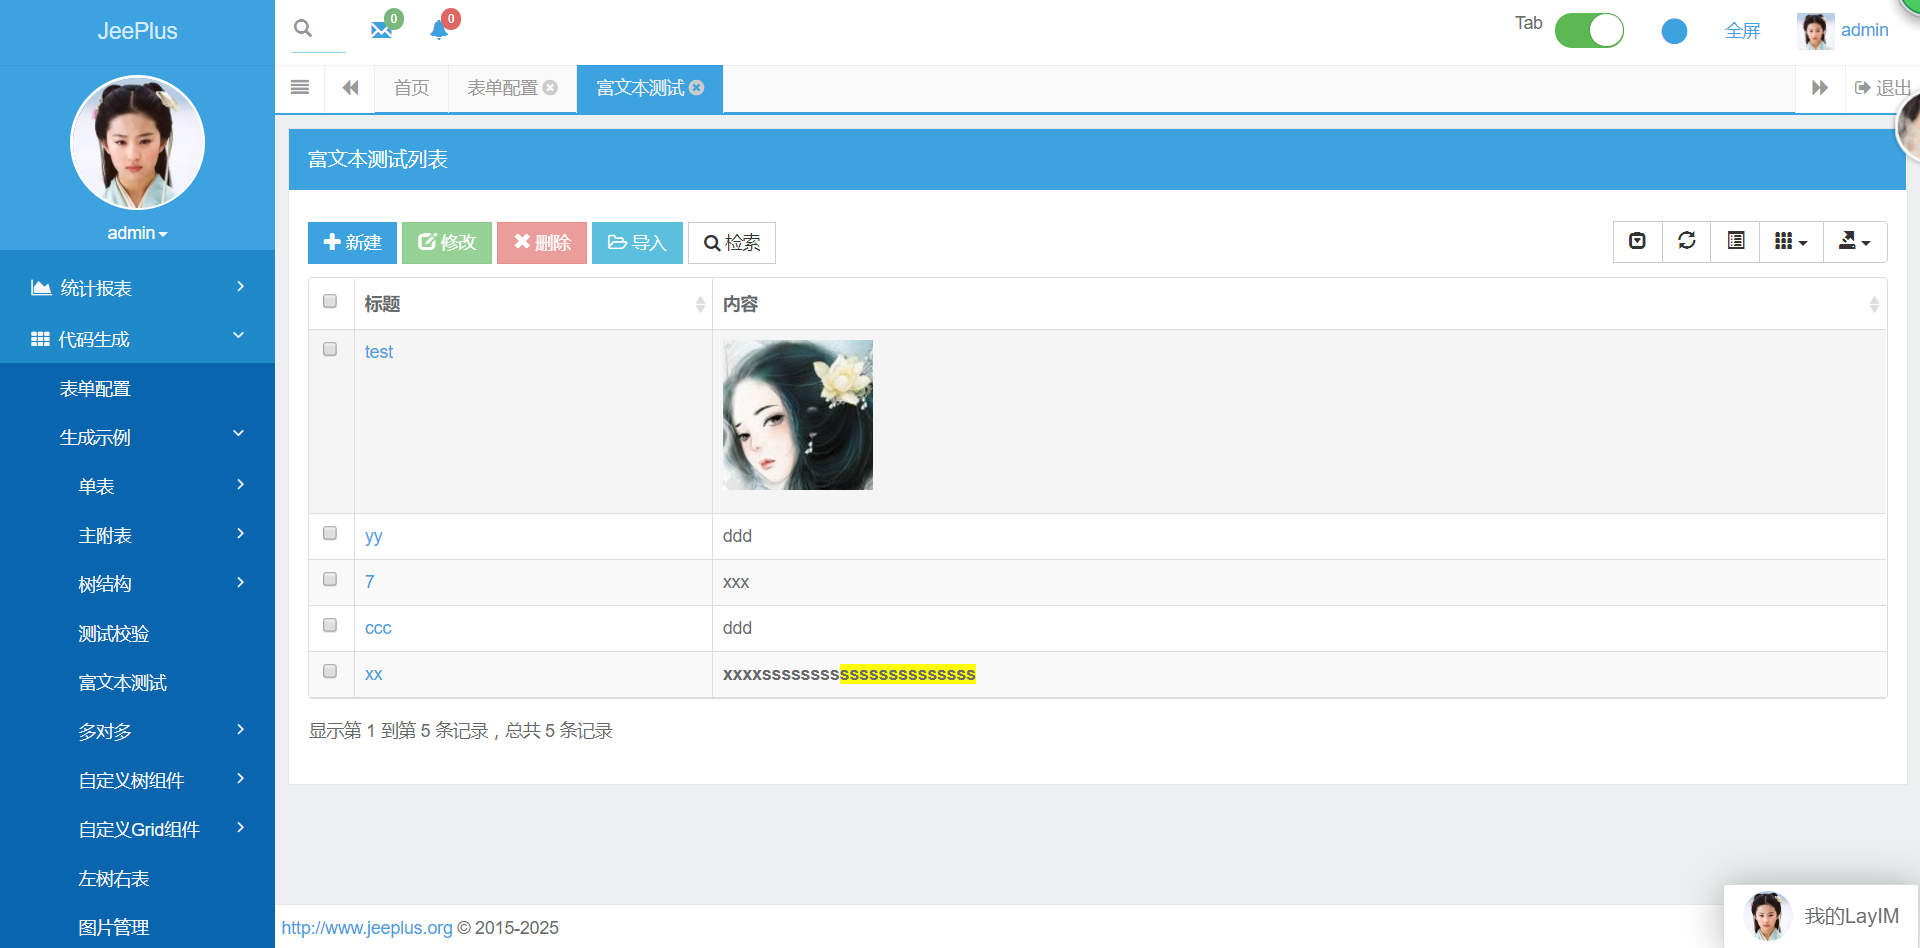 JeePlus
0
0
Tab
全屏
admin
首页
表单配置
富文本测试
退出
admin
统计报表
代码生成
表单配置
生成示例
单表
主附表
树结构
测试校验
富文本测试
多对多
自定义树组件
自定义Grid组件
左树右表
图片管理
富文本测试列表
新建
修改
删除
导入
检索
标题
内容
test
yy
ddd
7
xxx
ccc
ddd
xx
xxxxssssssssssssssssssssss
显示第 1 到第 5 条记录，总共 5 条记录
http://www.jeeplus.org © 2015-2025
我的LayIM